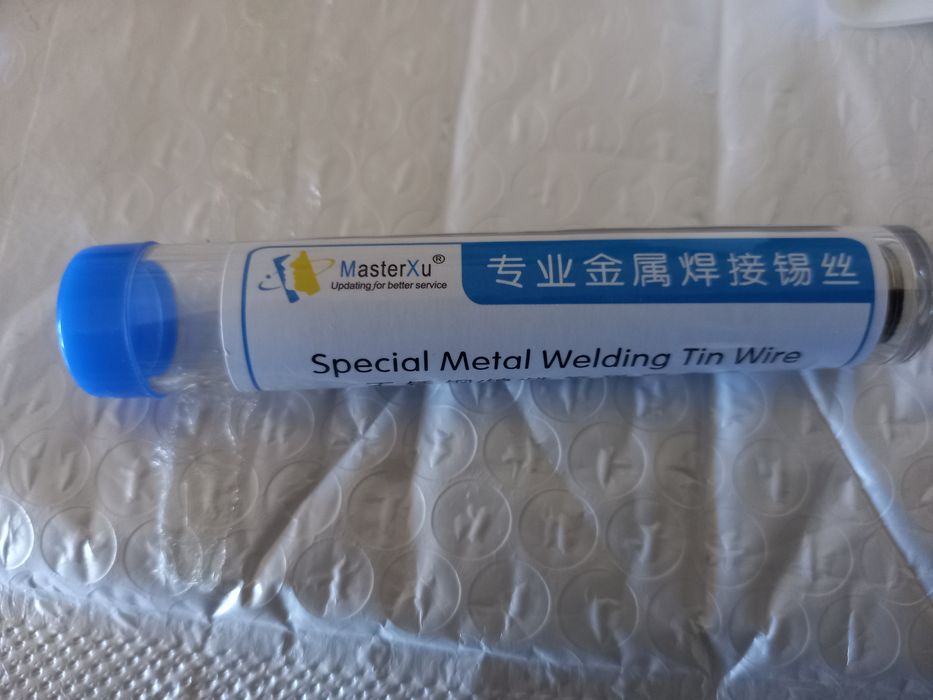 MasterXu®
Updating for better service
专业金属焊接锡丝
Special Metal Welding Tin Wire